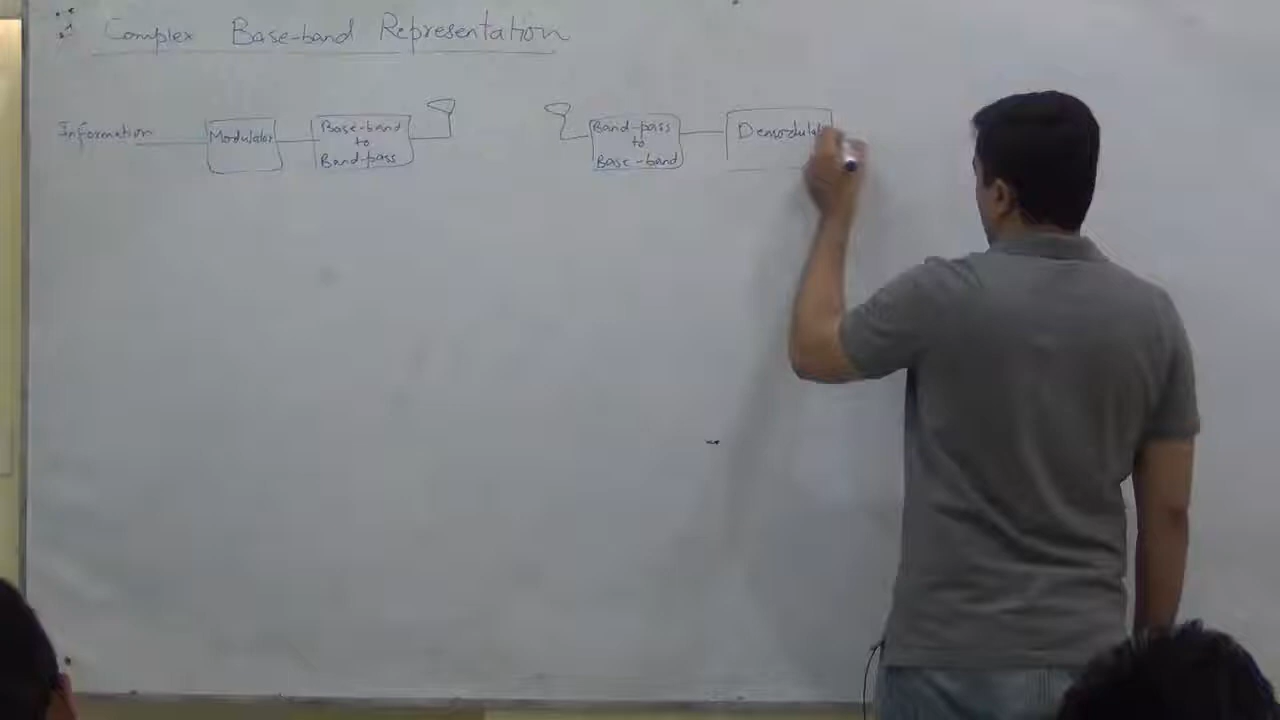 Complex Base-band Representation
Information
Modulator
Base-band
to
Band-pass
Band-pass
to
Base-band
Demodulat